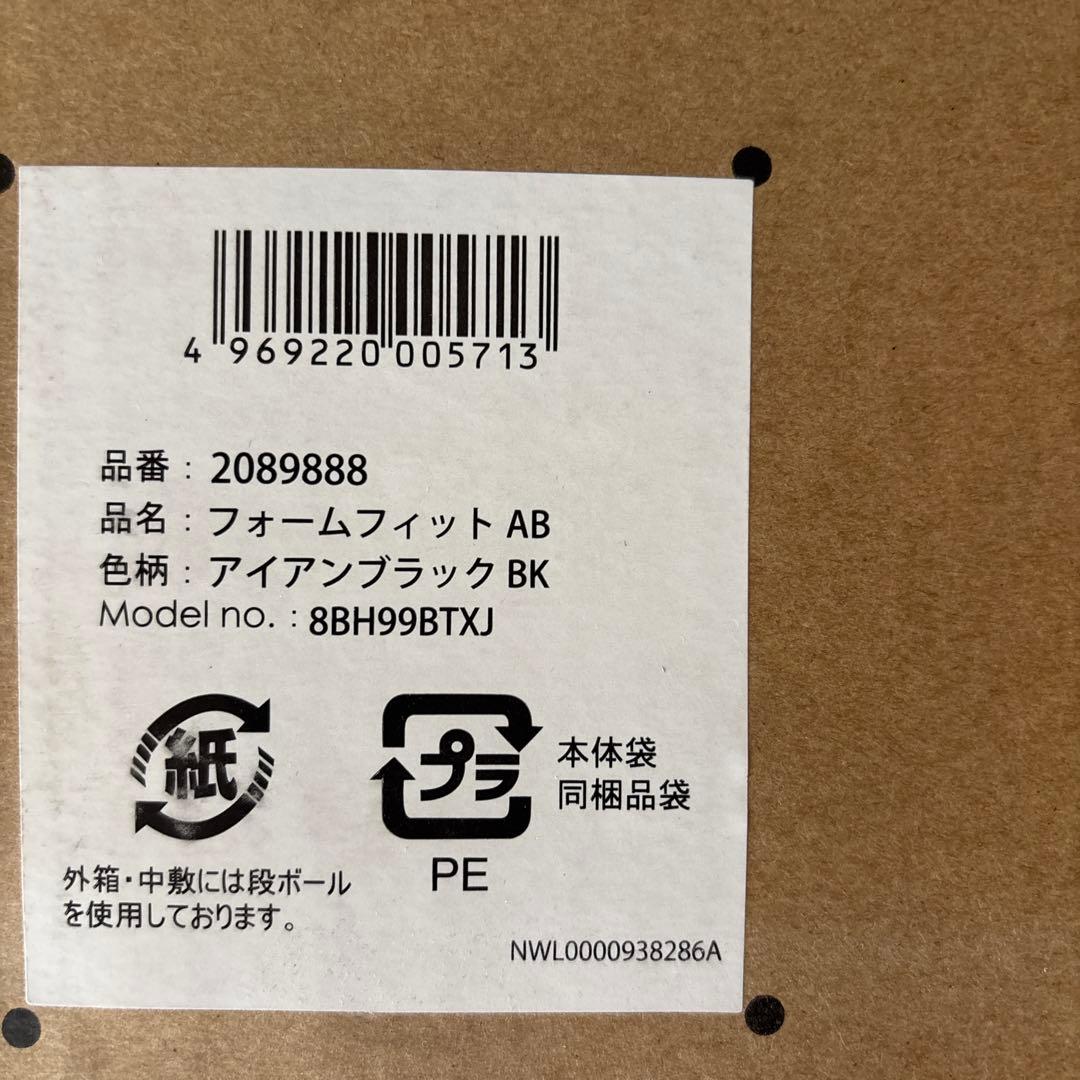 4 969220 005713
品番：2089888
品名：フォームフィット AB
色柄：アイアンブラック BK
Model no.：8BH99BTXJ
紙
プラ
本体袋
同梱品袋
PE
外箱・中敷には段ボール
を使用しております。
NWL0000938286A